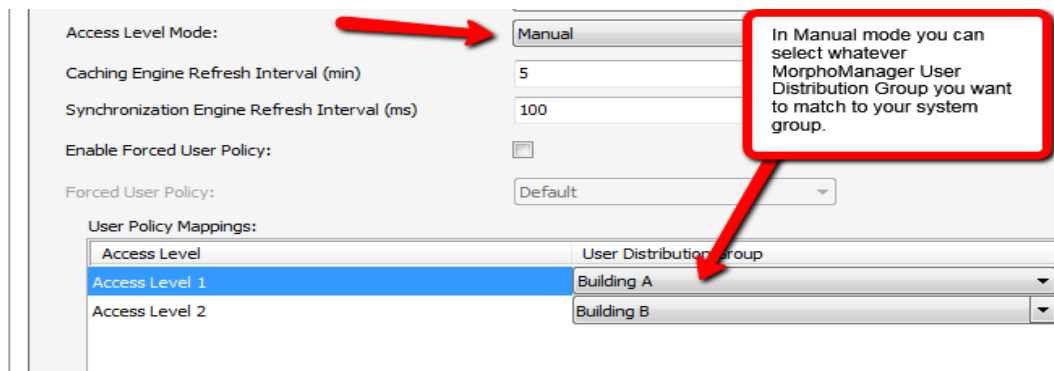 Access Level Mode:
Manual
In Manual mode you can
select whatever
MorphoManager User
Distribution Group you want
to match to your system
group.
Caching Engine Refresh Interval (min)
5
Synchronization Engine Refresh Interval (ms)
100
Enable Forced User Policy:
Forced User Policy:
Default
User Policy Mappings:
Access Level
User Distribution Group
Access Level 1
Building A
Access Level 2
Building B